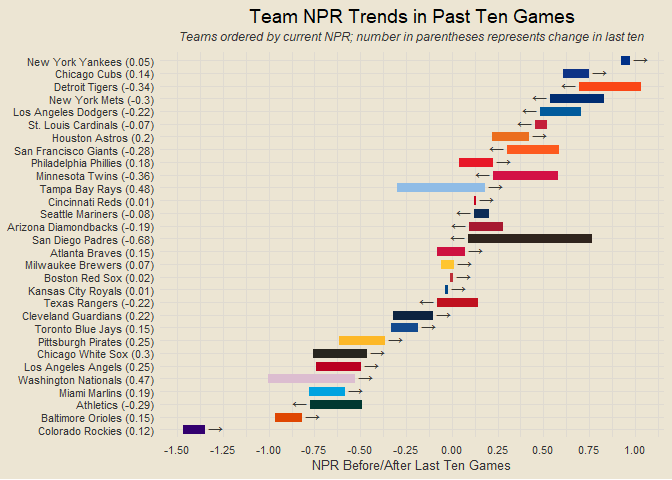 Team NPR Trends in Past Ten Games
Teams ordered by current NPR; number in parentheses represents change in last ten
New York Yankees (0.05)
Chicago Cubs (0.14)
Detroit Tigers (-0.34)
New York Mets (-0.3)
Los Angeles Dodgers (-0.22)
St. Louis Cardinals (-0.07)
Houston Astros (0.2)
San Francisco Giants (-0.28)
Philadelphia Phillies (0.18)
Minnesota Twins (-0.36)
Tampa Bay Rays (0.48)
Cincinnati Reds (0.01)
Seattle Mariners (-0.08)
Arizona Diamondbacks (-0.19)
San Diego Padres (-0.68)
Atlanta Braves (0.15)
Milwaukee Brewers (0.07)
Boston Red Sox (0.02)
Kansas City Royals (0.01)
Texas Rangers (-0.22)
Cleveland Guardians (0.22)
Toronto Blue Jays (0.15)
Pittsburgh Pirates (0.25)
Chicago White Sox (0.3)
Los Angeles Angels (0.25)
Washington Nationals (0.47)
Miami Marlins (0.19)
Athletics (-0.29)
Baltimore Orioles (0.15)
Colorado Rockies (0.12)
-1.50 -1.25 -1.00 -0.75 -0.50 -0.25 0.00 0.25 0.50 0.75 1.00
NPR Before/After Last Ten Games